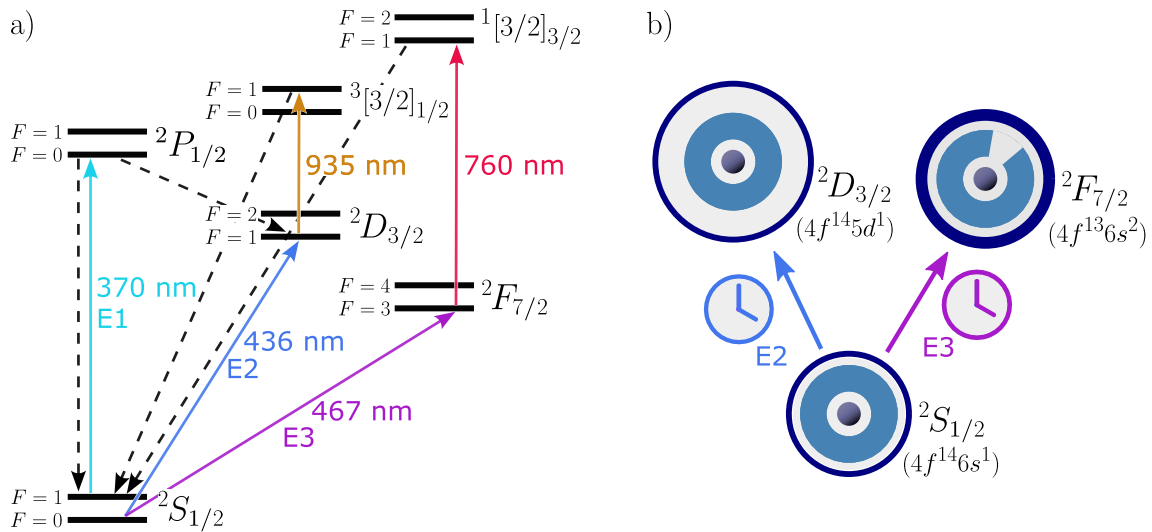 a)
b)
F = 2
F = 1
¹[3/2]₃/₂
F = 1
F = 0
³[3/2]₁/₂
F = 1
F = 0
²P₁/₂
935 nm
760 nm
F = 2
F = 1
²D₃/₂
370 nm
E1
F = 4
F = 3
²F₇/₂
436 nm
E2
467 nm
E3
F = 1
F = 0
²S₁/₂
²D₃/₂
(4f¹⁴5d¹)
²F₇/₂
(4f¹³6s²)
E2
E3
²S₁/₂
(4f¹⁴6s¹)